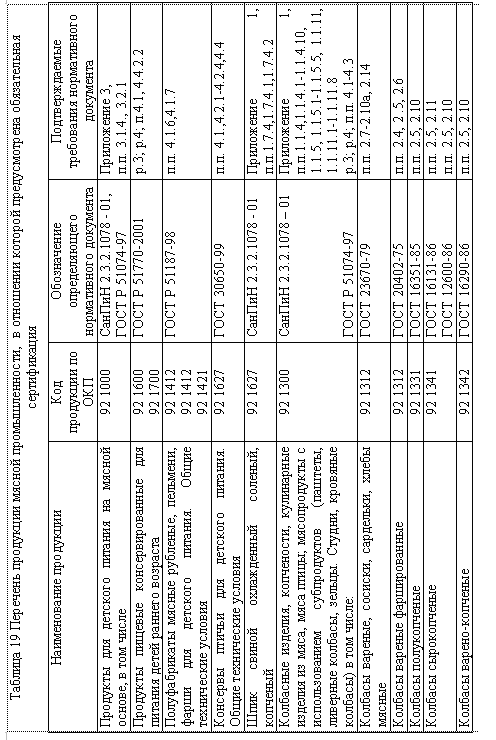 Таблица 19 Перечень продукции мясной промышленности, в отношении которой предусмотрена обязательная
сертификация
Наименование продукции
Код
продукции по
ОКП
Обозначение
определяющего
нормативного документа
Подтверждаемые
требования нормативного
документа
Продукты для детского питания на мясной
основе, в том числе
92 1000
СанПиН 2.3.2.1078 - 01,
ГОСТ Р 51074-97
Приложение 3,
п.п. 3.1.4., 3.2.1
Продукты пищевые консервированные для
питания детей раннего возраста
92 1600
92 1700
ГОСТ Р 51770-2001
р.3, р.4, п.4.1, 4.4.2.2
Полуфабрикаты мясные рубленые, пельмени,
фарши для детского питания. Общие
технические условия
92 1412
92 1412
92 1421
ГОСТ Р 51187-98
п.п. 4.1.6,4.1.7
Консервы птичьи для детского питания.
Общие технические условия
92 1627
ГОСТ 30650-99
п.п. 4.1.,4.2.1-4.2.4,4.4
Шпик свиной охлажденный соленый,
копченый
92 1627
СанПиН 2.3.2.1078 - 01
Приложение 1,
п.п.1.7.4,1.7.4.1,1.7.4.2
Колбасные изделия, копчености, кулинарные
изделия из мяса, мяса птицы, мясопродукты с
использованием субпродуктов (паштеты,
ливерные колбасы, зельцы. Студни, кровяные
колбасы) в том числе:
92 1300
СанПиН 2.3.2.1078 – 01
ГОСТ Р 51074-97
Приложение 1,
п.п.1.1.4,1.1.4.1-1.1.4.10,
1.1.5, 1.1.5.1-1.1.5.5, 1.1.11,
1.1.11.1-1.1.11.8
р.3, р.4, п.п. 4.1-4.3
Колбасы вареные, сосиски, сардельки, хлебы
мясные
92 1312
ГОСТ 23670-79
п.п. 2.7-2.10а, 2.14
Колбасы вареные фаршированные
92 1312
ГОСТ 20402-75
п.п. 2.4, 2.5, 2.6
Колбасы полукопченые
92 1331
ГОСТ 16351-85
п.п. 2.5, 2.10
Колбасы сырокопченые
92 1341
ГОСТ 16131-86
ГОСТ 12600-86
п.п. 2.5, 2.11
п.п. 2.5, 2.10
Колбасы варено-копченые
92 1342
ГОСТ 16290-86
п.п. 2.5, 2.10